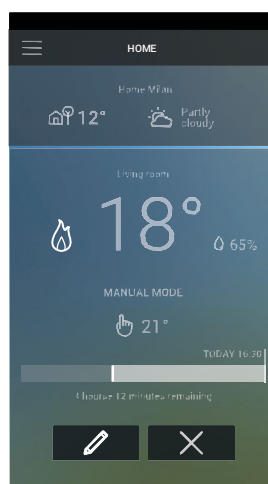 HOME
Home Milan
12° Partly cloudy
Living room
18° 65%
MANUAL MODE
21°
TODAY 16:30
4 hourse 12 minutes remaining